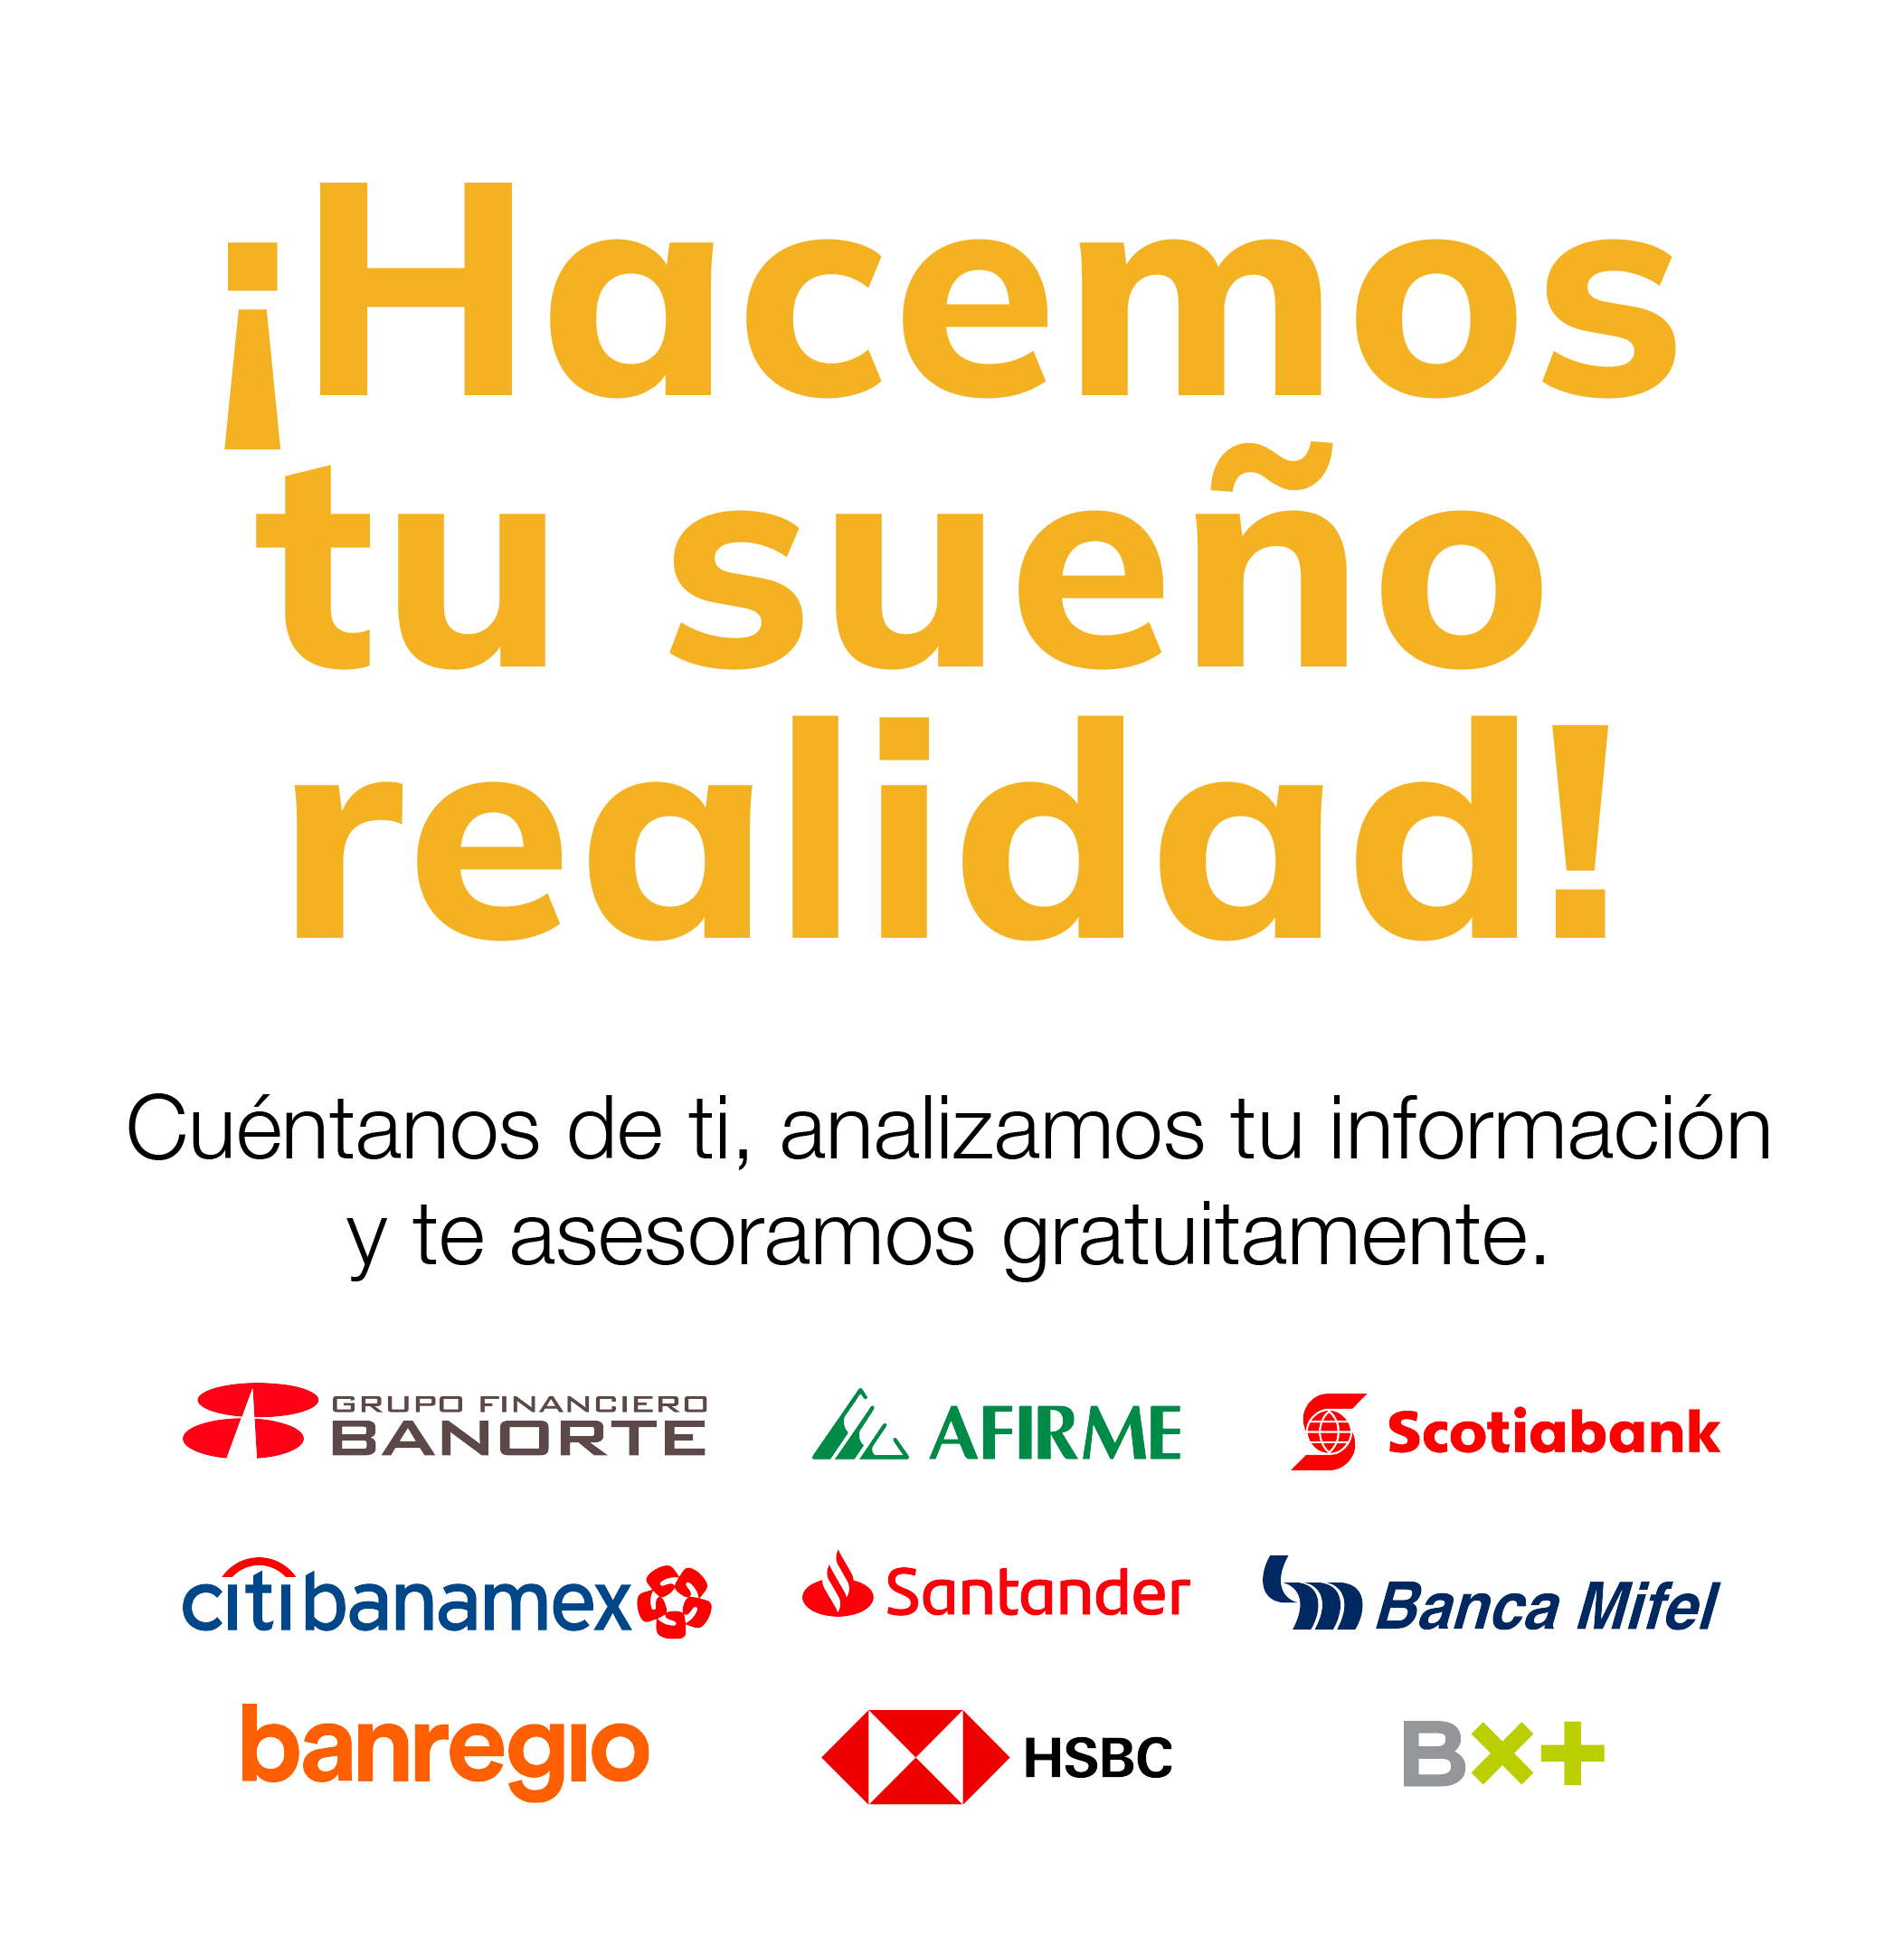 ¡Hacemos
tu sueño
realidad!
Cuéntanos de ti, analizamos tu información
y te asesoramos gratuitamente.
GRUPO FINANCIERO
BANORTE
AFIRME
Scotiabank
citibanamex
Santander
Banca Mifel
banregio
HSBC
Bx+